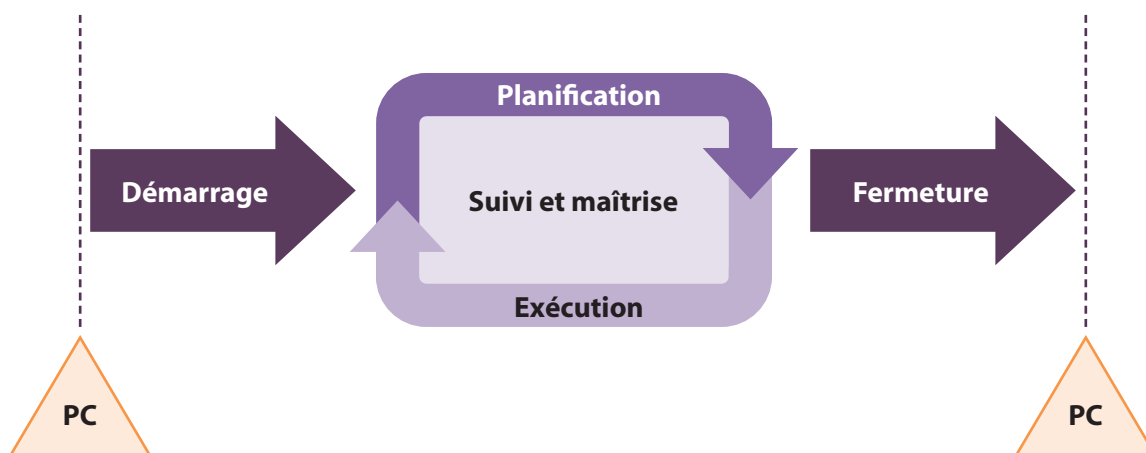 Planification
Démarrage
Suivi et maîtrise
Fermeture
Exécution
PC
PC